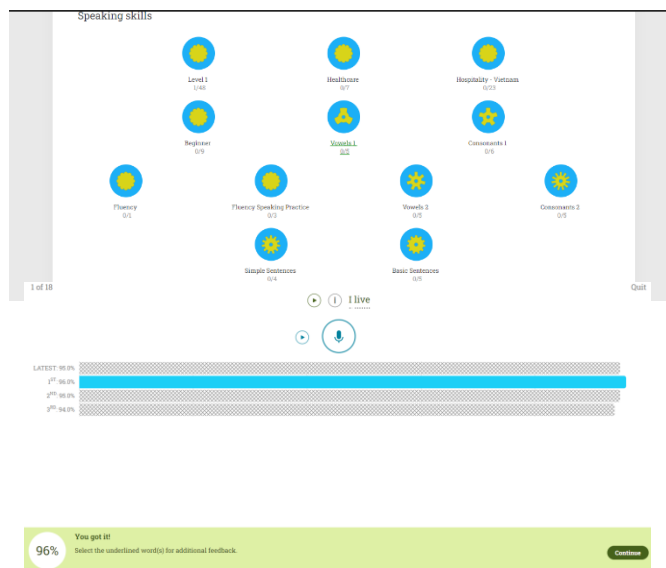 Speaking skills
Level 1
1/48
Healthcare
0/7
Hospitality - Vietnam
0/23
Beginner
0/9
Vowels 1
0/5
Consonants 1
0/6
Fluency
0/1
Fluency Speaking Practice
0/3
Vowels 2
0/5
Consonants 2
0/5
Simple Sentences
0/4
Basic Sentences
0/5
1 of 18
Quit
I live
LATEST: 95.0%
1ST: 96.0%
2ND: 95.0%
3RD: 94.0%
You got it!
96%
Select the underlined word(s) for additional feedback.
Continue